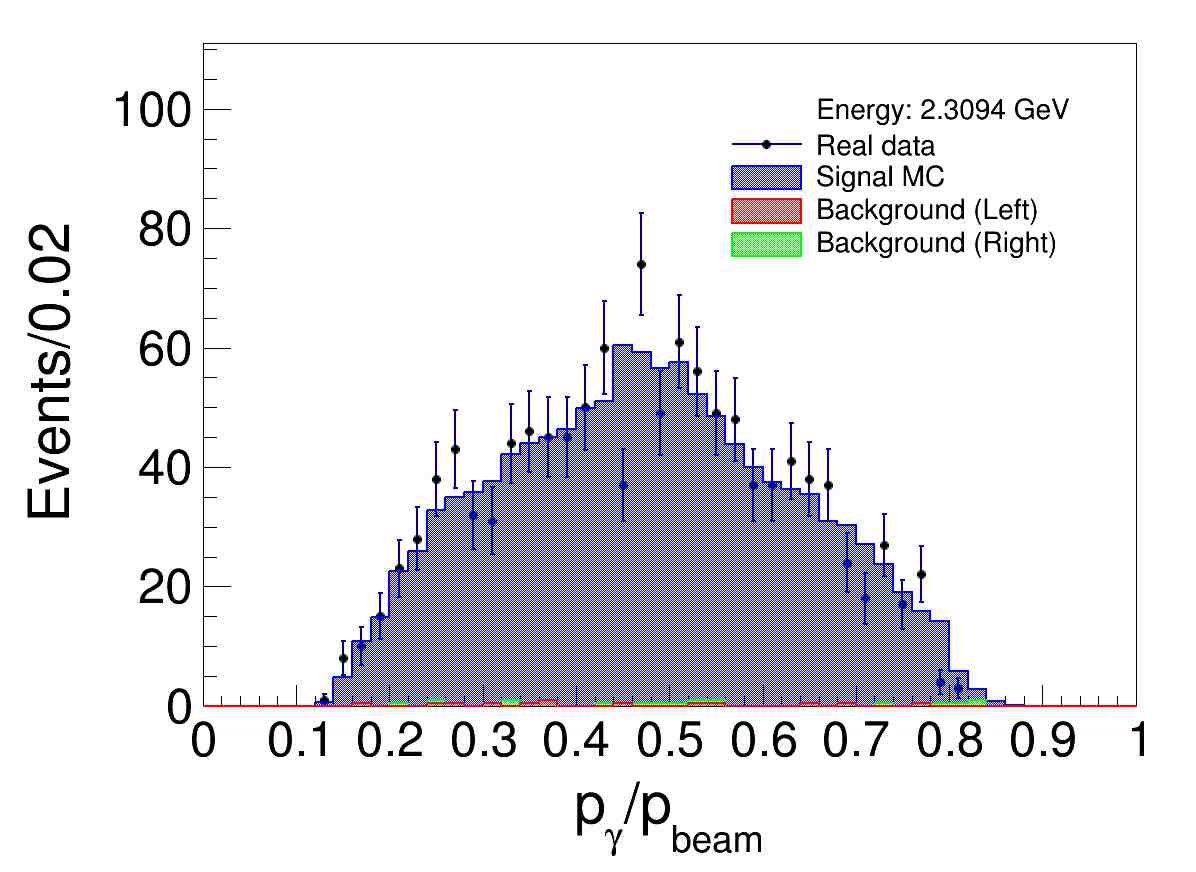 Energy: 2.3094 GeV
Real data
Signal MC
Background (Left)
Background (Right)
Events/0.02
100
80
60
40
20
0
0 0.1 0.2 0.3 0.4 0.5 0.6 0.7 0.8 0.9 1
pγ/pbeam